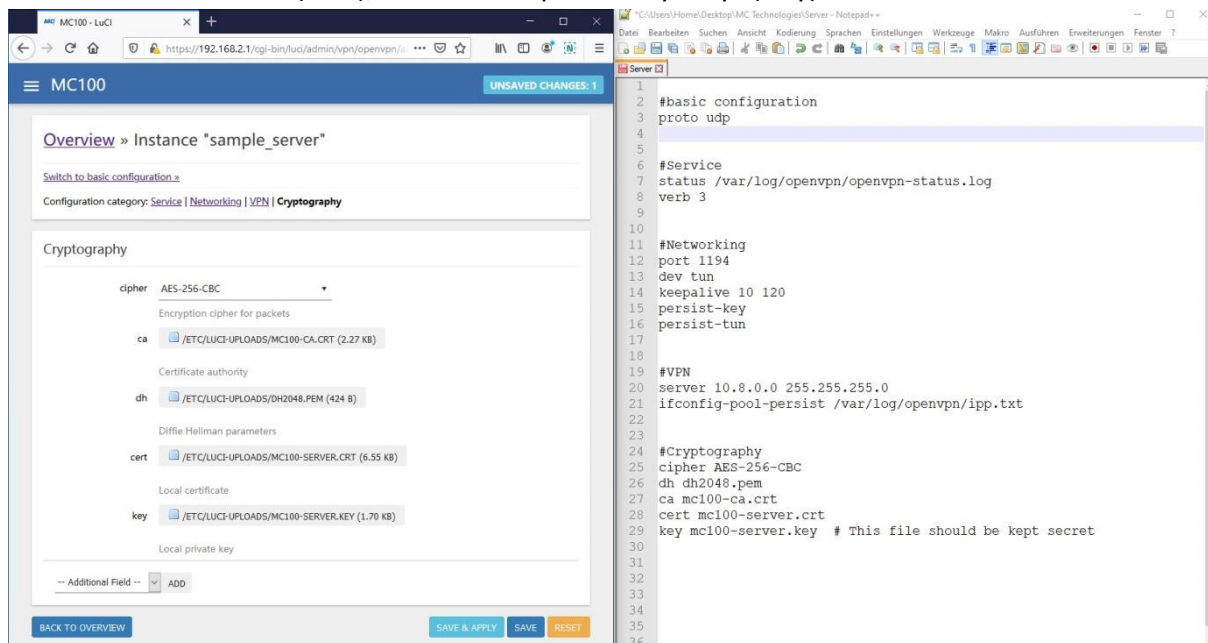 MC100 - LuCI
https://192.168.2.1/cgi-bin/luci/admin/vpn/openvpn/a
MC100
UNSAVED CHANGES: 1
Overview » Instance "sample_server"
Switch to basic configuration »
Configuration category: Service | Networking | VPN | Cryptography
Cryptography
cipher AES-256-CBC
Encryption cipher for packets
ca /ETC/LUCI-UPLOADS/MC100-CA.CRT (2.27 KB)
Certificate authority
dh /ETC/LUCI-UPLOADS/DH2048.PEM (424 B)
Diffie Hellman parameters
cert /ETC/LUCI-UPLOADS/MC100-SERVER.CRT (6.55 KB)
Local certificate
key /ETC/LUCI-UPLOADS/MC100-SERVER.KEY (1.70 KB)
Local private key
-- Additional Field -- ADD
BACK TO OVERVIEW SAVE & APPLY SAVE RESET
*C:\Users\Home\Desktop\MC Technologies\Server - Notepad++
Datei Bearbeiten Suchen Ansicht Kodierung Sprachen Einstellungen Werkzeuge Makro Ausführen Erweiterungen Fenster ?
Server
1
2 #basic configuration
3 proto udp
4
5
6 #Service
7 status /var/log/openvpn/openvpn-status.log
8 verb 3
9
10
11 #Networking
12 port 1194
13 dev tun
14 keepalive 10 120
15 persist-key
16 persist-tun
17
18
19 #VPN
20 server 10.8.0.0 255.255.255.0
21 ifconfig-pool-persist /var/log/openvpn/ipp.txt
22
23
24 #Cryptography
25 cipher AES-256-CBC
26 dh dh2048.pem
27 ca mc100-ca.crt
28 cert mc100-server.crt
29 key mc100-server.key # This file should be kept secret
30
31
32
33
34
35
36